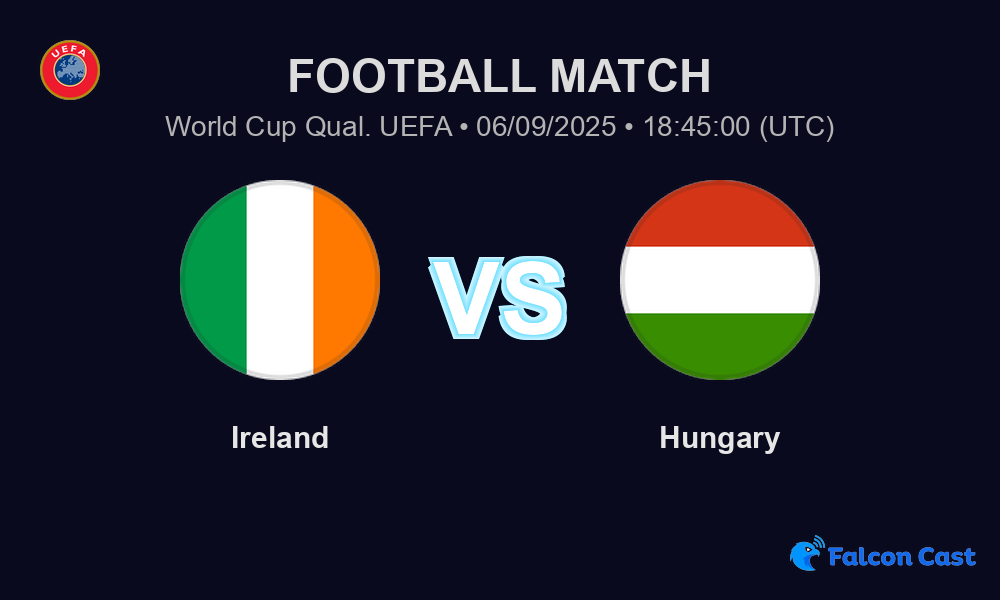 UEFA
FOOTBALL MATCH
World Cup Qual. UEFA • 06/09/2025 • 18:45:00 (UTC)
VS
Ireland
Hungary
Falcon Cast